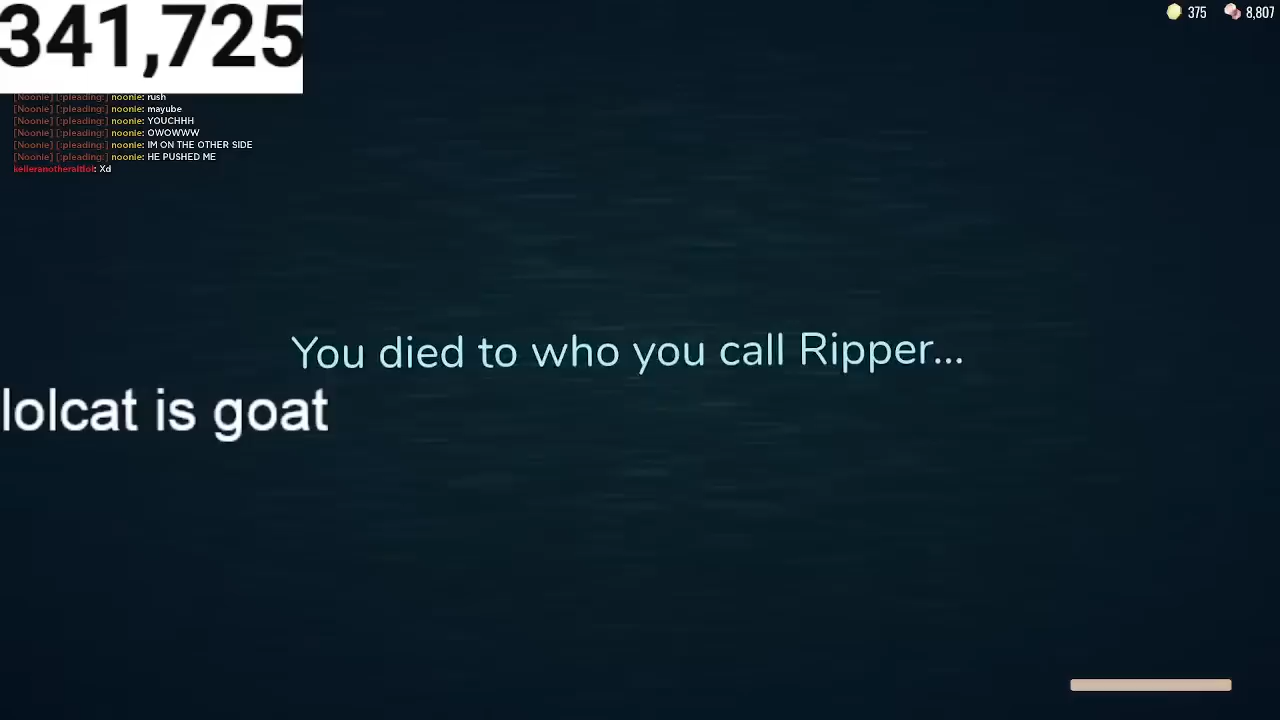 341,725
375 8,807
[Noonie] [:pleading:] noonie: rush
[Noonie] [:pleading:] noonie: mayube
[Noonie] [:pleading:] noonie: YOUCHHH
[Noonie] [:pleading:] noonie: OWOWWW
[Noonie] [:pleading:] noonie: IM ON THE OTHER SIDE
[Noonie] [:pleading:] noonie: HE PUSHED ME
: Xd
You died to who you call Ripper...
lolcat is goat